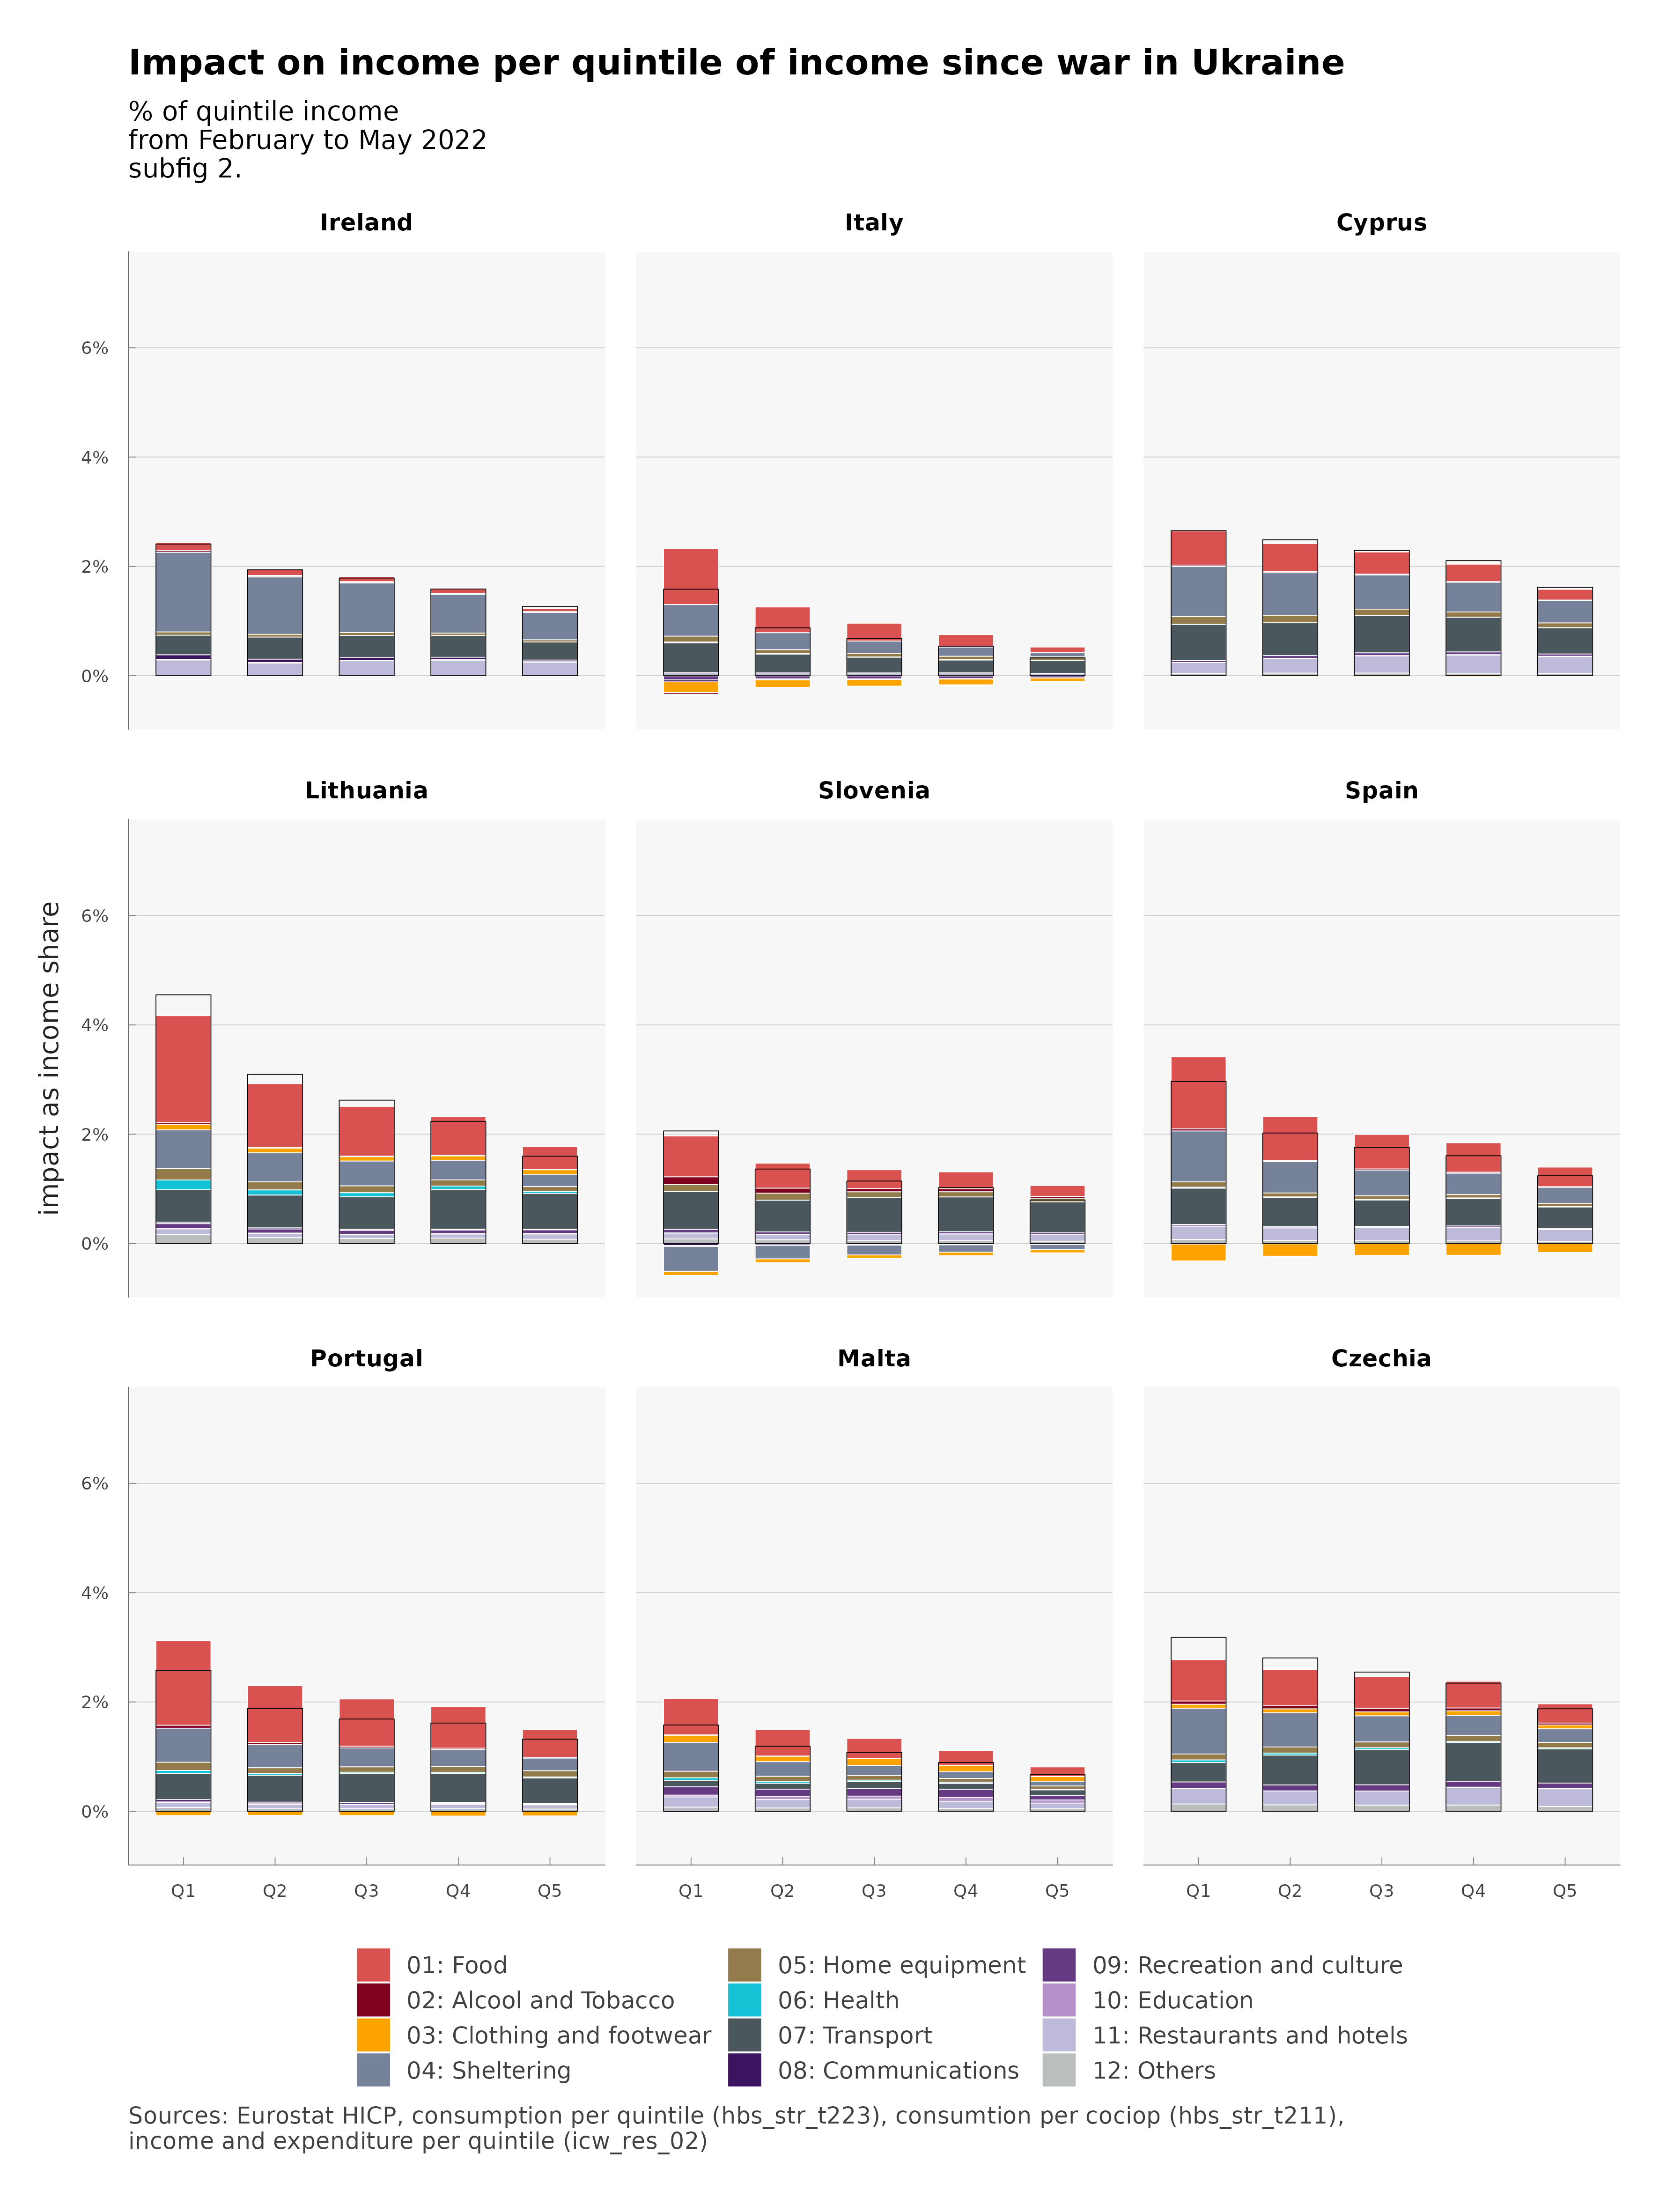 Impact on income per quintile of income since war in Ukraine
% of quintile income
from February to May 2022
subfig 2.
Ireland
Italy
Cyprus
6%
4%
2%
0%
Lithuania
Slovenia
Spain
impact as income share
6%
4%
2%
0%
Portugal
Malta
Czechia
6%
4%
2%
0%
Q1 Q2 Q3 Q4 Q5
Q1 Q2 Q3 Q4 Q5
Q1 Q2 Q3 Q4 Q5
01: Food
02: Alcool and Tobacco
03: Clothing and footwear
04: Sheltering
05: Home equipment
06: Health
07: Transport
08: Communications
09: Recreation and culture
10: Education
11: Restaurants and hotels
12: Others
Sources: Eurostat HICP, consumption per quintile (hbs_str_t223), consumtion per cociop (hbs_str_t211),
income and expenditure per quintile (icw_res_02)